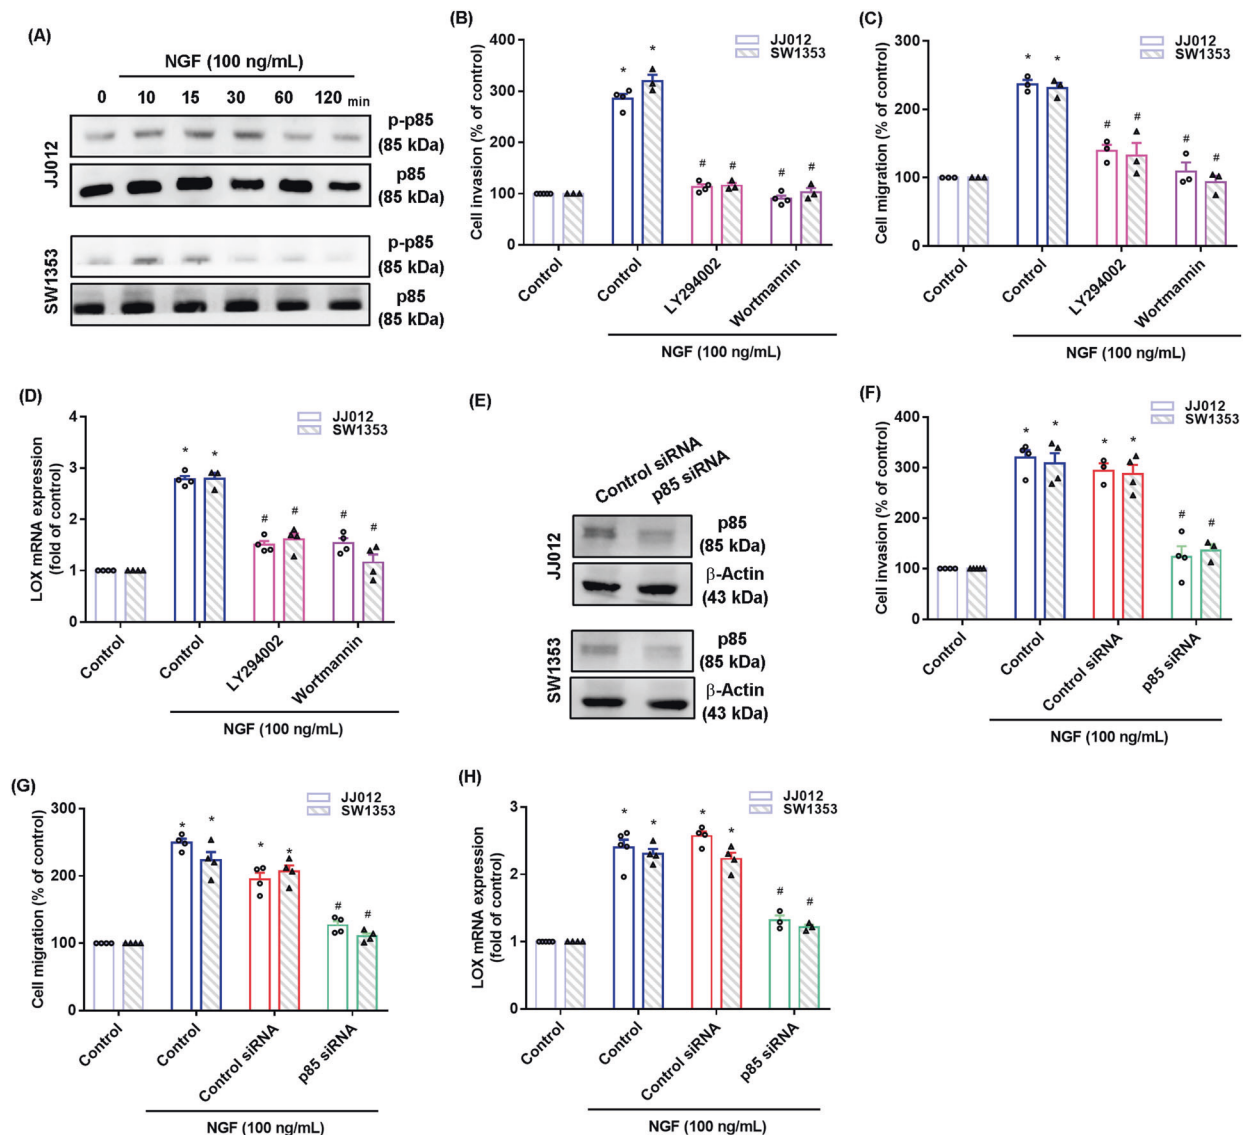 (A)
NGF (100 ng/mL)
0 10 15 30 60 120 min
JJ012
p-p85
(85 kDa)
p85
(85 kDa)
SW1353
p-p85
(85 kDa)
p85
(85 kDa)
(B)
JJ012
SW1353
Cell invasion (% of control)
400
300
200
100
0
* *
# # # #
Control
Control
LY294002
Wortmannin
NGF (100 ng/mL)
(C)
JJ012
SW1353
Cell migration (% of control)
300
200
100
0
* *
# # # #
Control
Control
LY294002
Wortmannin
NGF (100 ng/mL)
(D)
JJ012
SW1353
LOX mRNA expression
(fold of control)
4
3
2
1
0
* *
# # # #
Control
Control
LY294002
Wortmannin
NGF (100 ng/mL)
(E)
Control siRNA
p85 siRNA
JJ012
p85
(85 kDa)
β-Actin
(43 kDa)
SW1353
p85
(85 kDa)
β-Actin
(43 kDa)
(F)
JJ012
SW1353
Cell invasion (% of control)
400
300
200
100
0
* * * *
# #
Control
Control
Control siRNA
p85 siRNA
NGF (100 ng/mL)
(G)
JJ012
SW1353
Cell migration (% of control)
300
200
100
0
* * * *
# #
Control
Control
Control siRNA
p85 siRNA
NGF (100 ng/mL)
(H)
JJ012
SW1353
LOX mRNA expression
(fold of control)
3
2
1
0
* * * *
# #
Control
Control
Control siRNA
p85 siRNA
NGF (100 ng/mL)